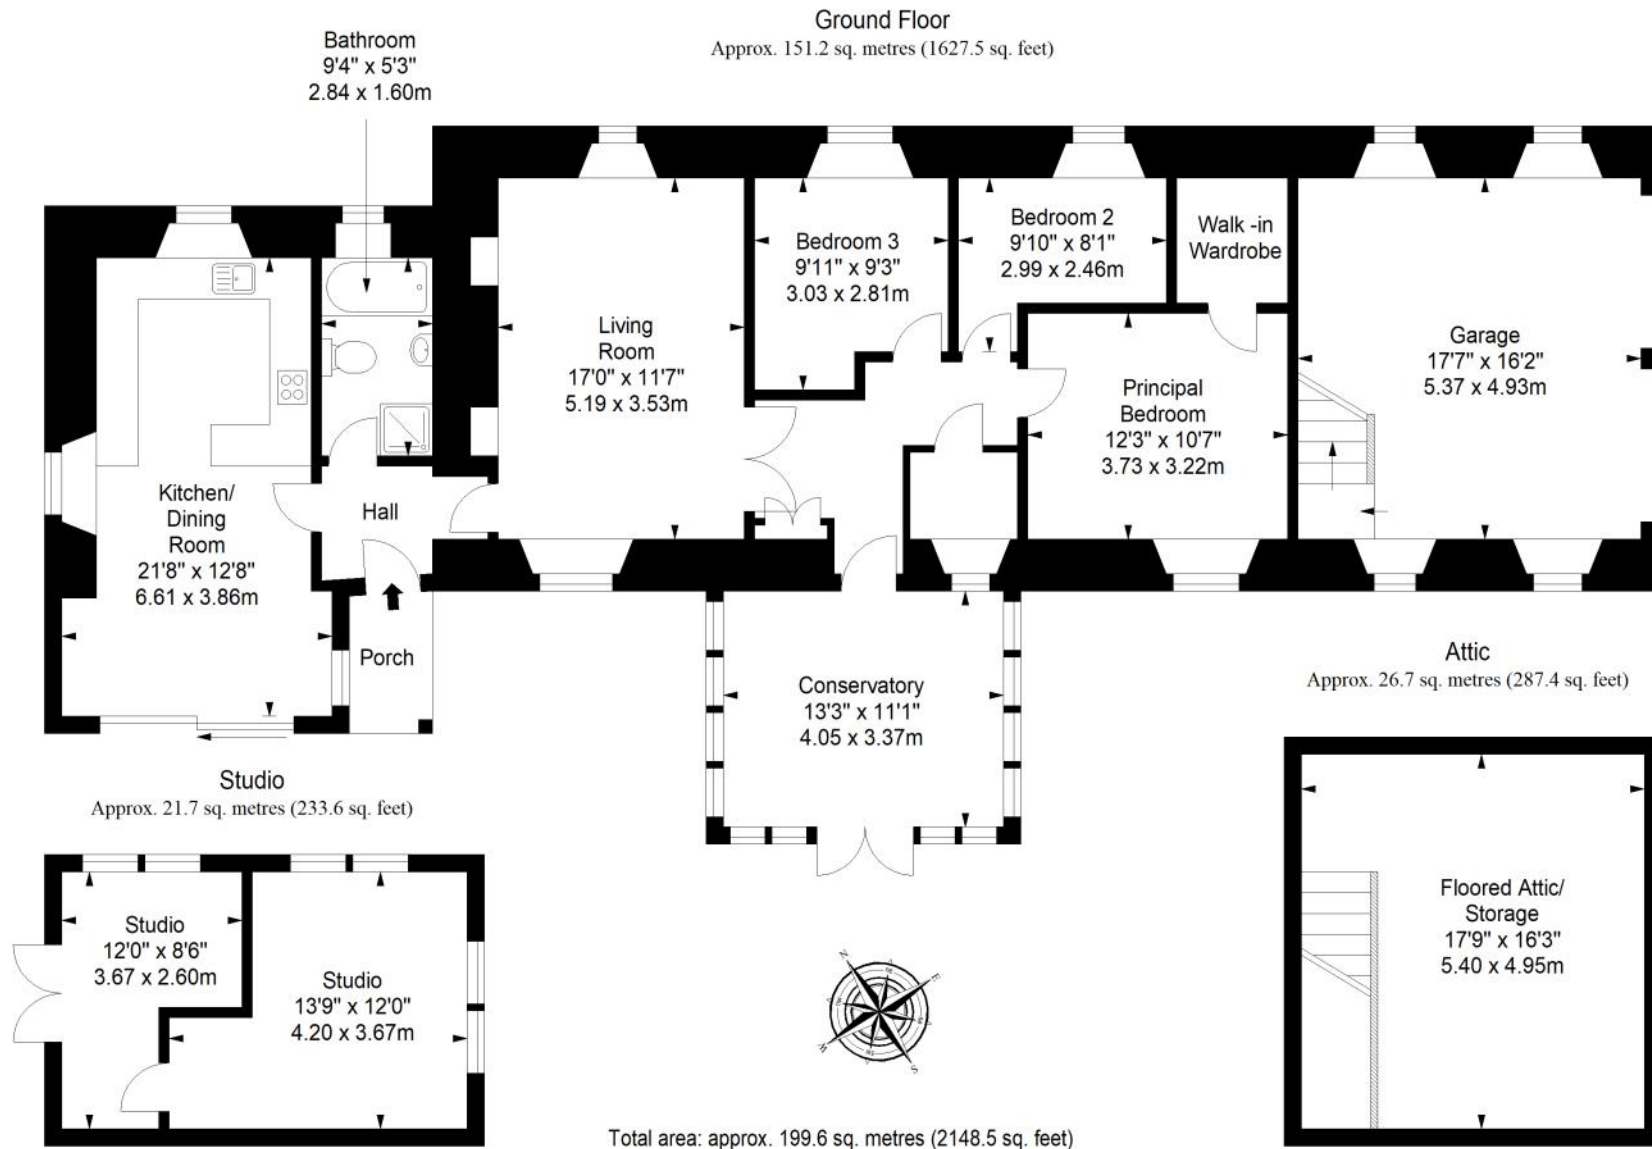 Ground Floor
Approx. 151.2 sq. metres (1627.5 sq. feet)
Bathroom
9'4" x 5'3"
2.84 x 1.60m
Bedroom 3
9'11" x 9'3"
3.03 x 2.81m
Bedroom 2
9'10" x 8'1"
2.99 x 2.46m
Walk -in
Wardrobe
Living
Room
17'0" x 11'7"
5.19 x 3.53m
Garage
17'7" x 16'2"
5.37 x 4.93m
Principal
Bedroom
12'3" x 10'7"
3.73 x 3.22m
Kitchen/
Dining
Room
21'8" x 12'8"
6.61 x 3.86m
Hall
Porch
Conservatory
13'3" x 11'1"
4.05 x 3.37m
Attic
Approx. 26.7 sq. metres (287.4 sq. feet)
Studio
Approx. 21.7 sq. metres (233.6 sq. feet)
Studio
12'0" x 8'6"
3.67 x 2.60m
Studio
13'9" x 12'0"
4.20 x 3.67m
Floored Attic/
Storage
17'9" x 16'3"
5.40 x 4.95m
N
E
W
S
Total area: approx. 199.6 sq. metres (2148.5 sq. feet)